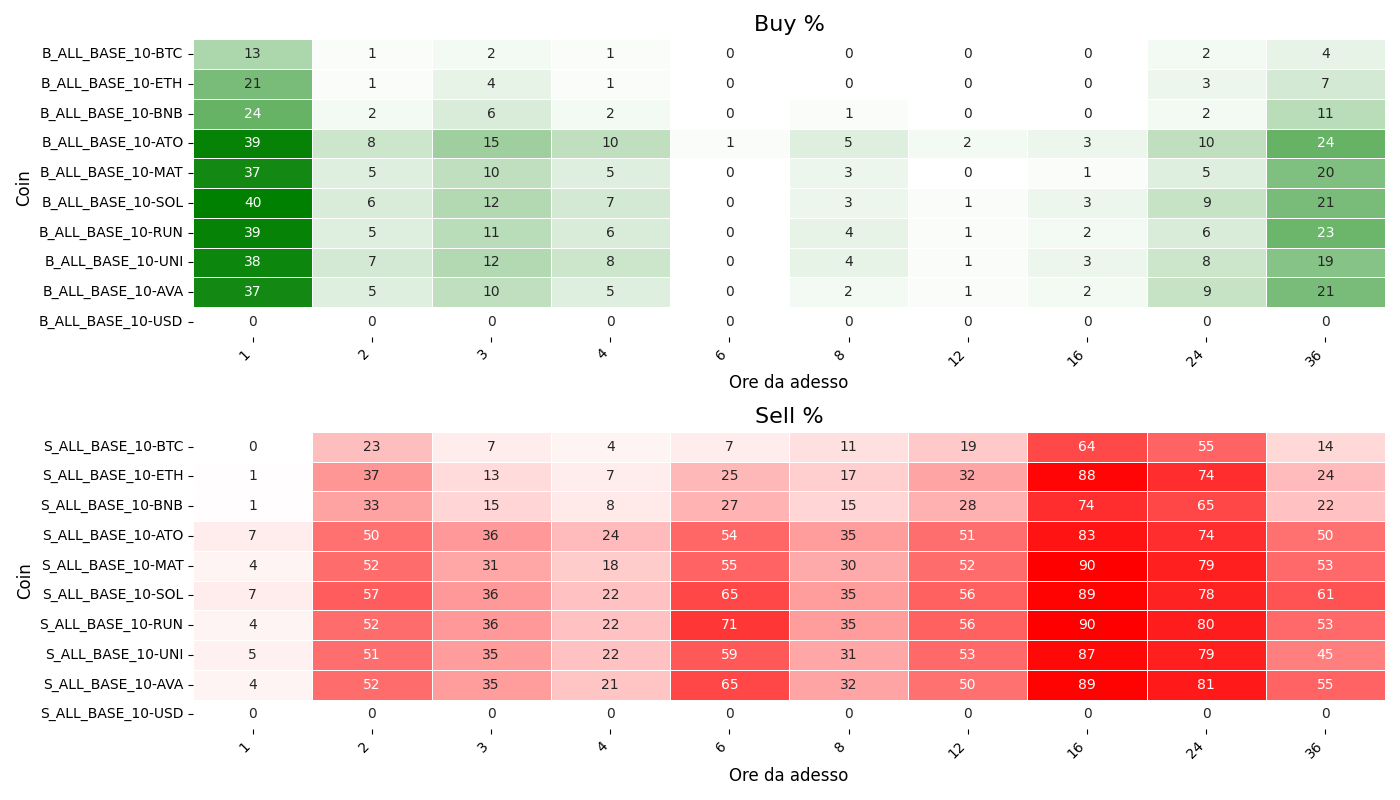 Buy %
Coin
B_ALL_BASE_10-BTC 13 1 2 1 0 0 0 0 2 4
B_ALL_BASE_10-ETH 21 1 4 1 0 0 0 0 3 7
B_ALL_BASE_10-BNB 24 2 6 2 0 1 0 0 2 11
B_ALL_BASE_10-ATO 39 8 15 10 1 5 2 3 10 24
B_ALL_BASE_10-MAT 37 5 10 5 0 3 0 1 5 20
B_ALL_BASE_10-SOL 40 6 12 7 0 3 1 3 9 21
B_ALL_BASE_10-RUN 39 5 11 6 0 4 1 2 6 23
B_ALL_BASE_10-UNI 38 7 12 8 0 4 1 3 8 19
B_ALL_BASE_10-AVA 37 5 10 5 0 2 1 2 9 21
B_ALL_BASE_10-USD 0 0 0 0 0 0 0 0 0 0
1 2 3 4 6 8 12 16 24 36
Ore da adesso
Sell %
Coin
S_ALL_BASE_10-BTC 0 23 7 4 7 11 19 64 55 14
S_ALL_BASE_10-ETH 1 37 13 7 25 17 32 88 74 24
S_ALL_BASE_10-BNB 1 33 15 8 27 15 28 74 65 22
S_ALL_BASE_10-ATO 7 50 36 24 54 35 51 83 74 50
S_ALL_BASE_10-MAT 4 52 31 18 55 30 52 90 79 53
S_ALL_BASE_10-SOL 7 57 36 22 65 35 56 89 78 61
S_ALL_BASE_10-RUN 4 52 36 22 71 35 56 90 80 53
S_ALL_BASE_10-UNI 5 51 35 22 59 31 53 87 79 45
S_ALL_BASE_10-AVA 4 52 35 21 65 32 50 89 81 55
S_ALL_BASE_10-USD 0 0 0 0 0 0 0 0 0 0
1 2 3 4 6 8 12 16 24 36
Ore da adesso